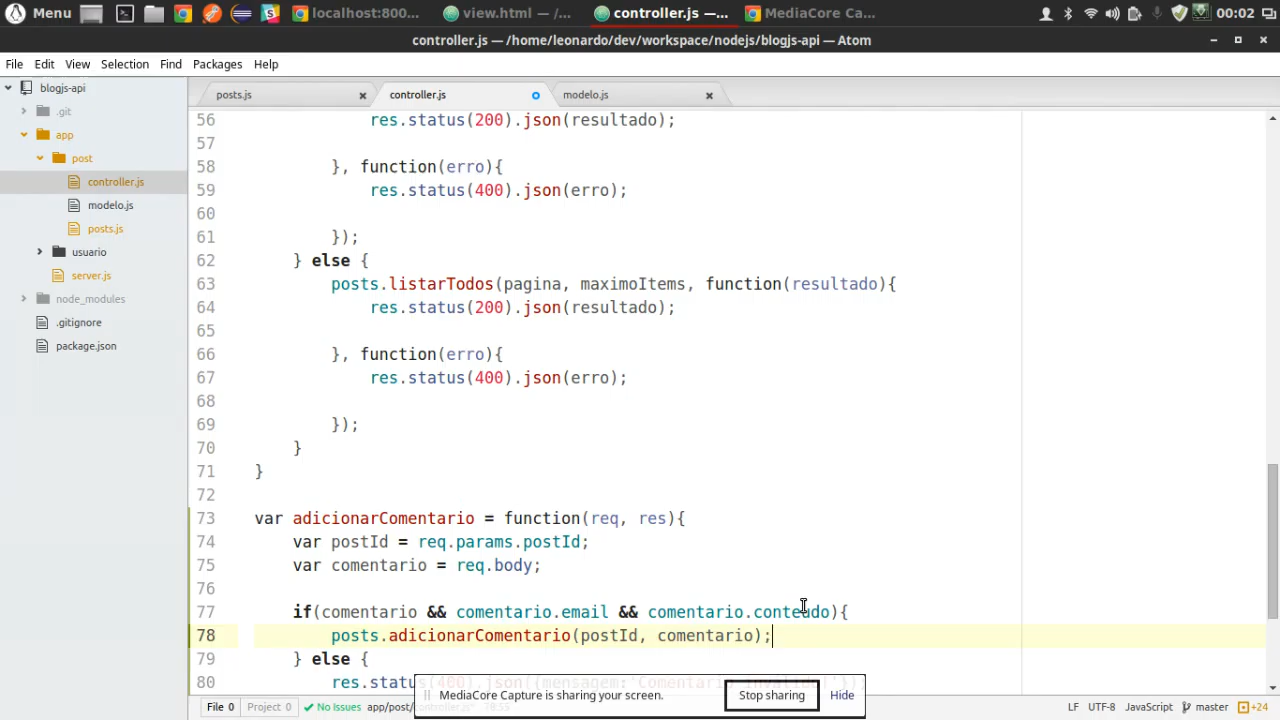 Menu localhost:800... view.html — /... controller.js —... MediaCore Ca... 00:02
controller.js — /home/leonardo/dev/workspace/nodejs/blogjs-api — Atom
File Edit View Selection Find Packages Help
blogjs-api
.git
app
post
controller.js
modelo.js
posts.js
usuario
server.js
node_modules
.gitignore
package.json
posts.js controller.js modelo.js
56 res.status(200).json(resultado);
57
58 }, function(erro){
59 res.status(400).json(erro);
60
61 });
62 } else {
63 posts.listarTodos(pagina, maximoItems, function(resultado){
64 res.status(200).json(resultado);
65
66 }, function(erro){
67 res.status(400).json(erro);
68
69 });
70 }
71 }
72
73 var adicionarComentario = function(req, res){
74 var postId = req.params.postId;
75 var comentario = req.body;
76
77 if(comentario && comentario.email && comentario.conteudo){
78 posts.adicionarComentario(postId, comentario);
79 } else {
80 res.status(400).json({mensagem:'Comentario
MediaCore Capture is sharing your screen. Stop sharing Hide
File 0 Project 0 No Issues app/post/controller.js* LF UTF-8 JavaScript master +24